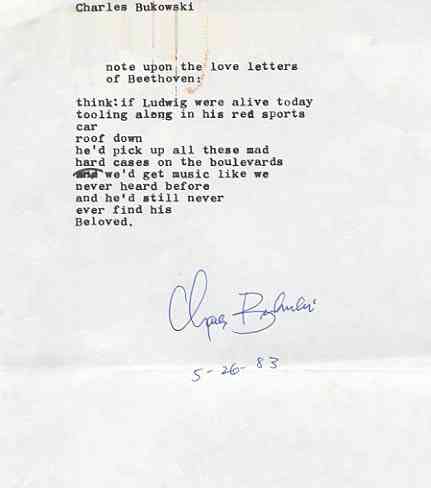 Charles Bukowski
note upon the love letters
of Beethoven:
think:if Ludwig were alive today
tooling along in his red sports
car
roof down
he'd pick up all these mad
hard cases on the boulevards
and we'd get music like we
never heard before
and he'd still never
ever find his
Beloved.
Charles Bukowski
5-26-83